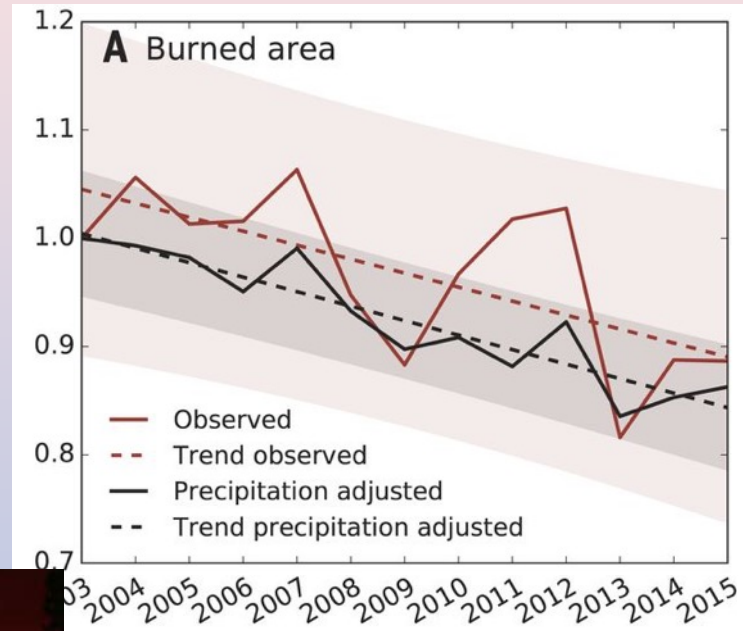 1.2
A Burned area
1.1
1.0
0.9
Observed
Trend observed
0.8
Precipitation adjusted
Trend precipitation adjusted
0.7
03 2004 2005 2006 2007 2008 2009 2010 2011 2012 2013 2014 2015